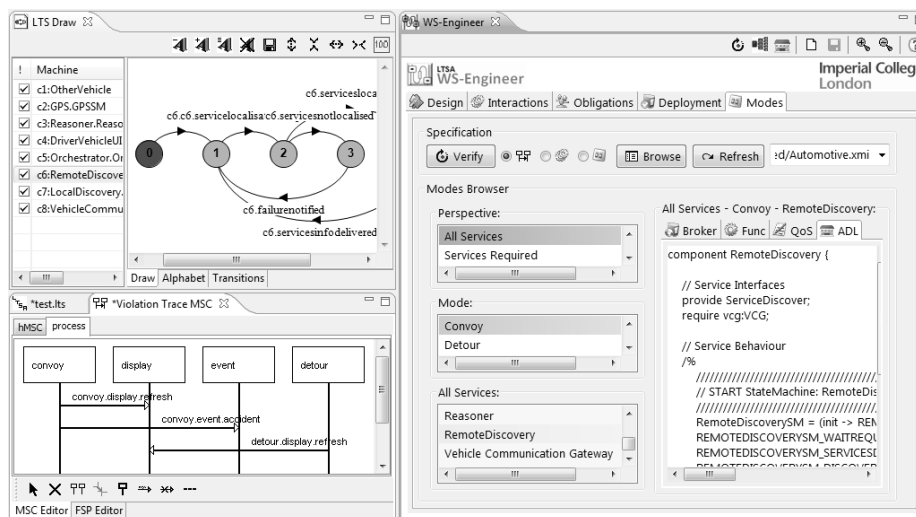 LTS Draw
100
! Machine
c1:OtherVehicle
c2:GPS.GPSSM
c3:Reasoner.Reaso
c4:DriverVehicleUI
c5:Orchestrator.Or
c6:RemoteDiscove
c7:LocalDiscovery.
c8:VehicleCommu
c6.servicesloca
c6.c6.servicelocalisa c6.servicesnotlocalised
0 1 2 3
c6.failurenotified
c6.servicesinfodelivered
Draw Alphabet Transitions
*test.lts *Violation Trace MSC
hMSC process
convoy display event detour
convoy.display.refresh
convoy.event.accident
detour.display.refresh
MSC Editor FSP Editor
WS-Engineer
LTSA
WS-Engineer
Imperial Colleg
London
Design Interactions Obligations Deployment Modes
Specification
Verify Browse Refresh :d/Automotive.xmi
Modes Browser
Perspective:
All Services
Services Required
Mode:
Convoy
Detour
All Services:
Reasoner
RemoteDiscovery
Vehicle Communication Gateway
All Services - Convoy - RemoteDiscovery:
Broker Func QoS ADL
component RemoteDiscovery {
// Service Interfaces
provide ServiceDiscover;
require vcg:VCG;
// Service Behaviour
/%
// START StateMachine: RemoteDis
RemoteDiscoverySM = (init -> REM
REMOTEDISCOVERYSM_WAITREQU
REMOTEDISCOVERYSM_SERVICESD
REMOTEDISCOVERYSM_DISCOVER